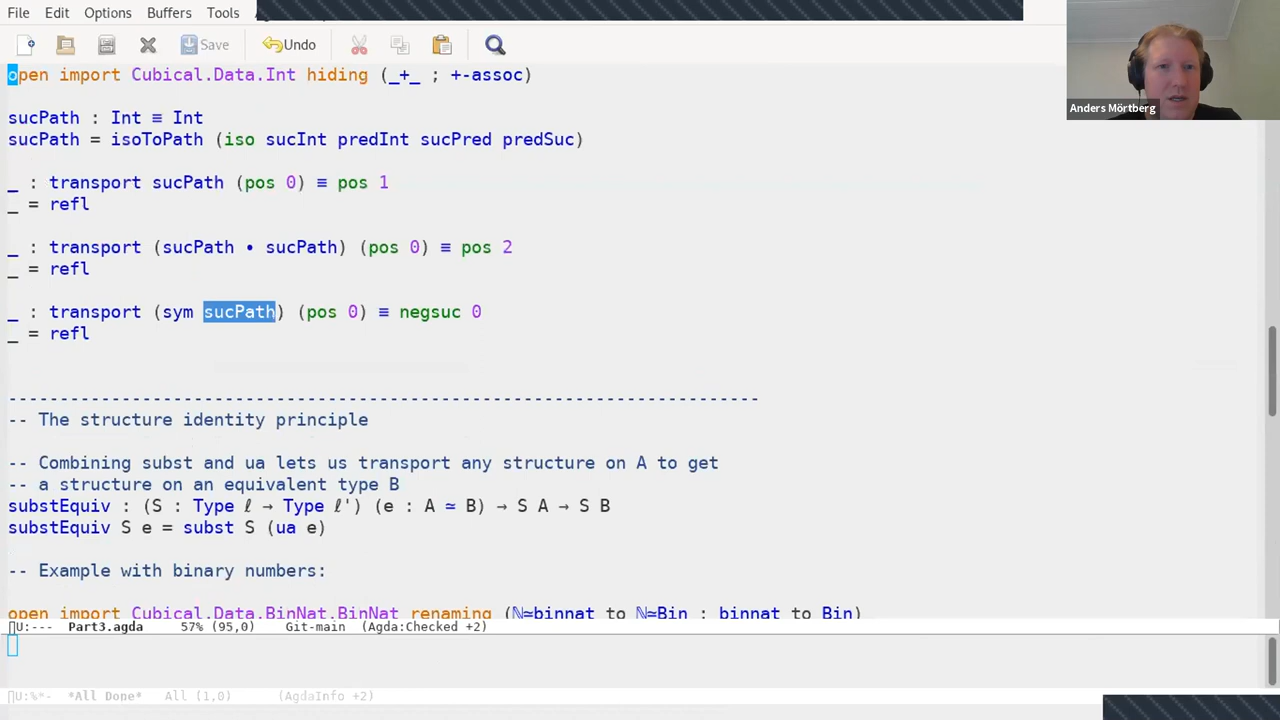 File Edit Options Buffers Tools
Save Undo
open import Cubical.Data.Int hiding (_+_ ; +-assoc)
Anders Mörtberg
sucPath : Int ≡ Int
sucPath = isoToPath (iso sucInt predInt sucPred predSuc)
_ : transport sucPath (pos 0) ≡ pos 1
_ = refl
_ : transport (sucPath ∙ sucPath) (pos 0) ≡ pos 2
_ = refl
_ : transport (sym sucPath) (pos 0) ≡ negsuc 0
_ = refl
-------------------------------------------------------------------------
-- The structure identity principle
-- Combining subst and ua lets us transport any structure on A to get
-- a structure on an equivalent type B
substEquiv : (S : Type ℓ → Type ℓ') (e : A ≃ B) → S A → S B
substEquiv S e = subst S (ua e)
-- Example with binary numbers:
open import Cubical.Data.BinNat.BinNat renaming (ℕ≃binnat to ℕ≃Bin ; binnat to Bin)
U:--- Part3.agda 57% (95,0) Git-main (Agda:Checked +2)
U:%*- *All Done* All (1,0) (AgdaInfo +2)